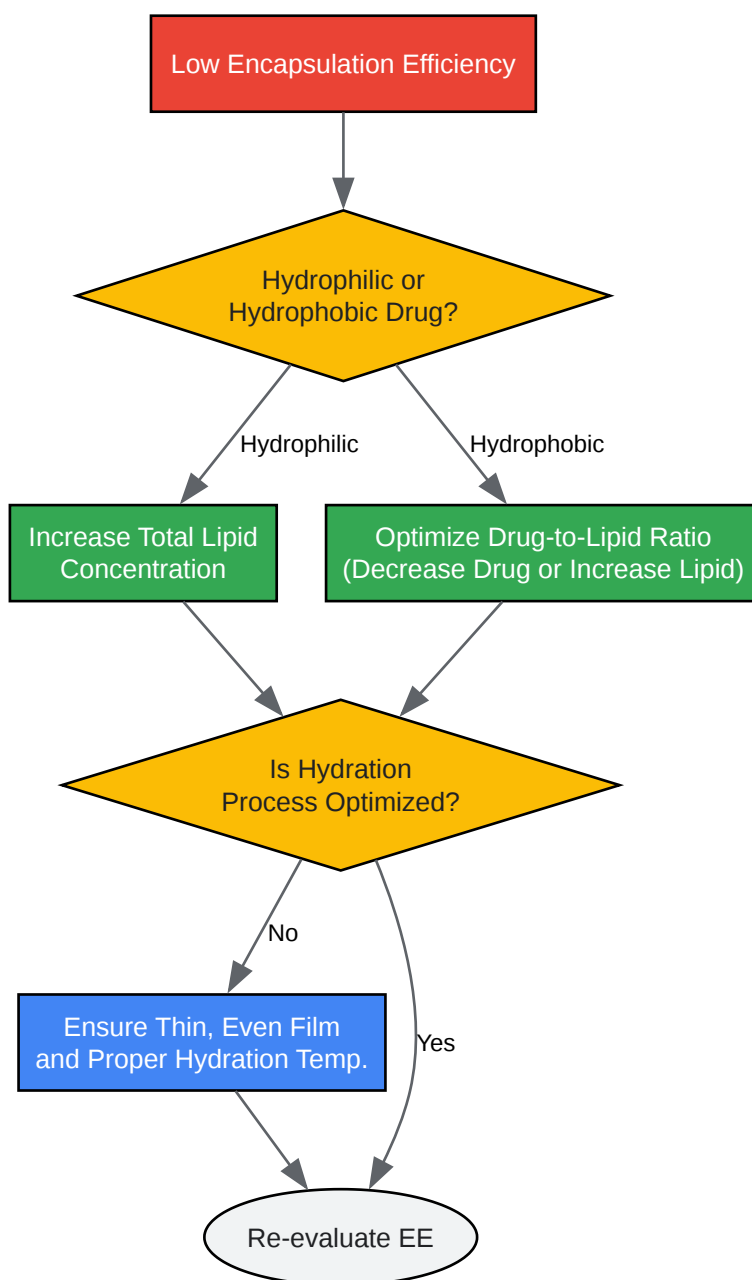 Low Encapsulation Efficiency
Hydrophilic or
Hydrophobic Drug?
Hydrophilic
Hydrophobic
Increase Total Lipid
Concentration
Optimize Drug-to-Lipid Ratio
(Decrease Drug or Increase Lipid)
Is Hydration
Process Optimized?
No
Ensure Thin, Even Film
and Proper Hydration Temp.
Yes
Re-evaluate EE